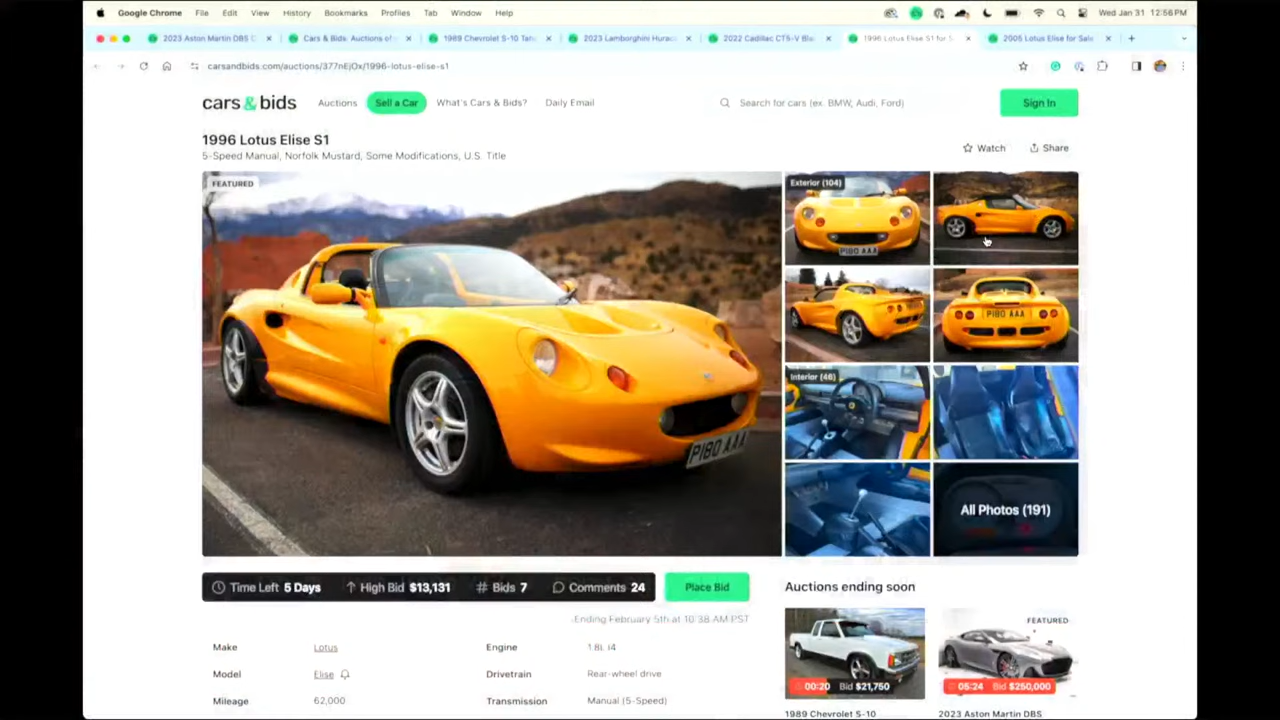 Google Chrome File Edit View History Bookmarks Profiles Tab Window Help Wed Jan 31 12:56 PM
2023 Aston Martin DBS Cars & Bids: Auctions of 1989 Chevrolet S-10 2023 Lamborghini 2022 Cadillac CT5-V 1996 Lotus Elise S1 for 2005 Lotus Elise for Sale
carsandbids.com/auctions/377nEjOx/1996-lotus-elise-s1
cars & bids Auctions Sell a Car What's Cars & Bids? Daily Email Search for cars (ex. BMW, Audi, Ford) Sign In
1996 Lotus Elise S1
5-Speed Manual, Norfolk Mustard, Some Modifications, U.S. Title
Watch Share
FEATURED
Exterior (104)
P180 AAA
P180 AAA
Interior (46)
P180 AAA
All Photos (191)
Time Left 5 Days High Bid $13,131 # Bids 7 Comments 24 Place Bid
Ending February 5th at 10:38 AM PST
Make Lotus Engine 1.8L I4
Model Elise Drivetrain Rear-wheel drive
Mileage 62,000 Transmission Manual (5-Speed)
Auctions ending soon
FEATURED
00:20 Bid $21,750
05:24 Bid $250,000
1989 Chevrolet S-10
2023 Aston Martin DBS